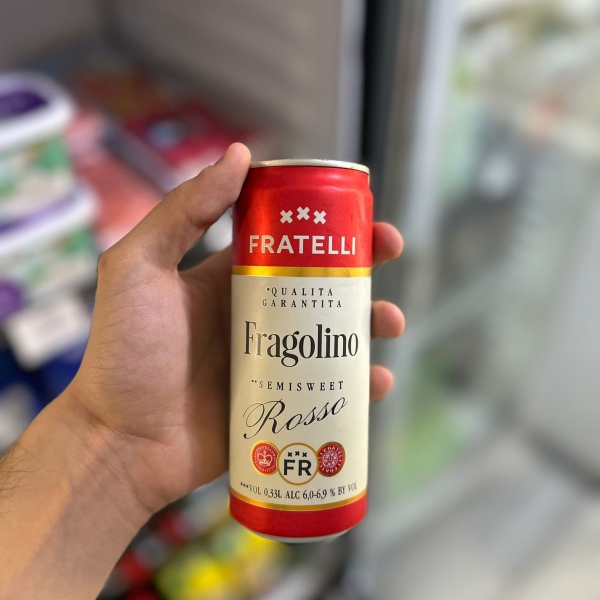 FRATELLI
*QUALITA
GARANTITA
Fragolino
**SEMISWEET
Rosso
FR
***VOL 0,33L ALC 6,0-6,9 % BY VOL